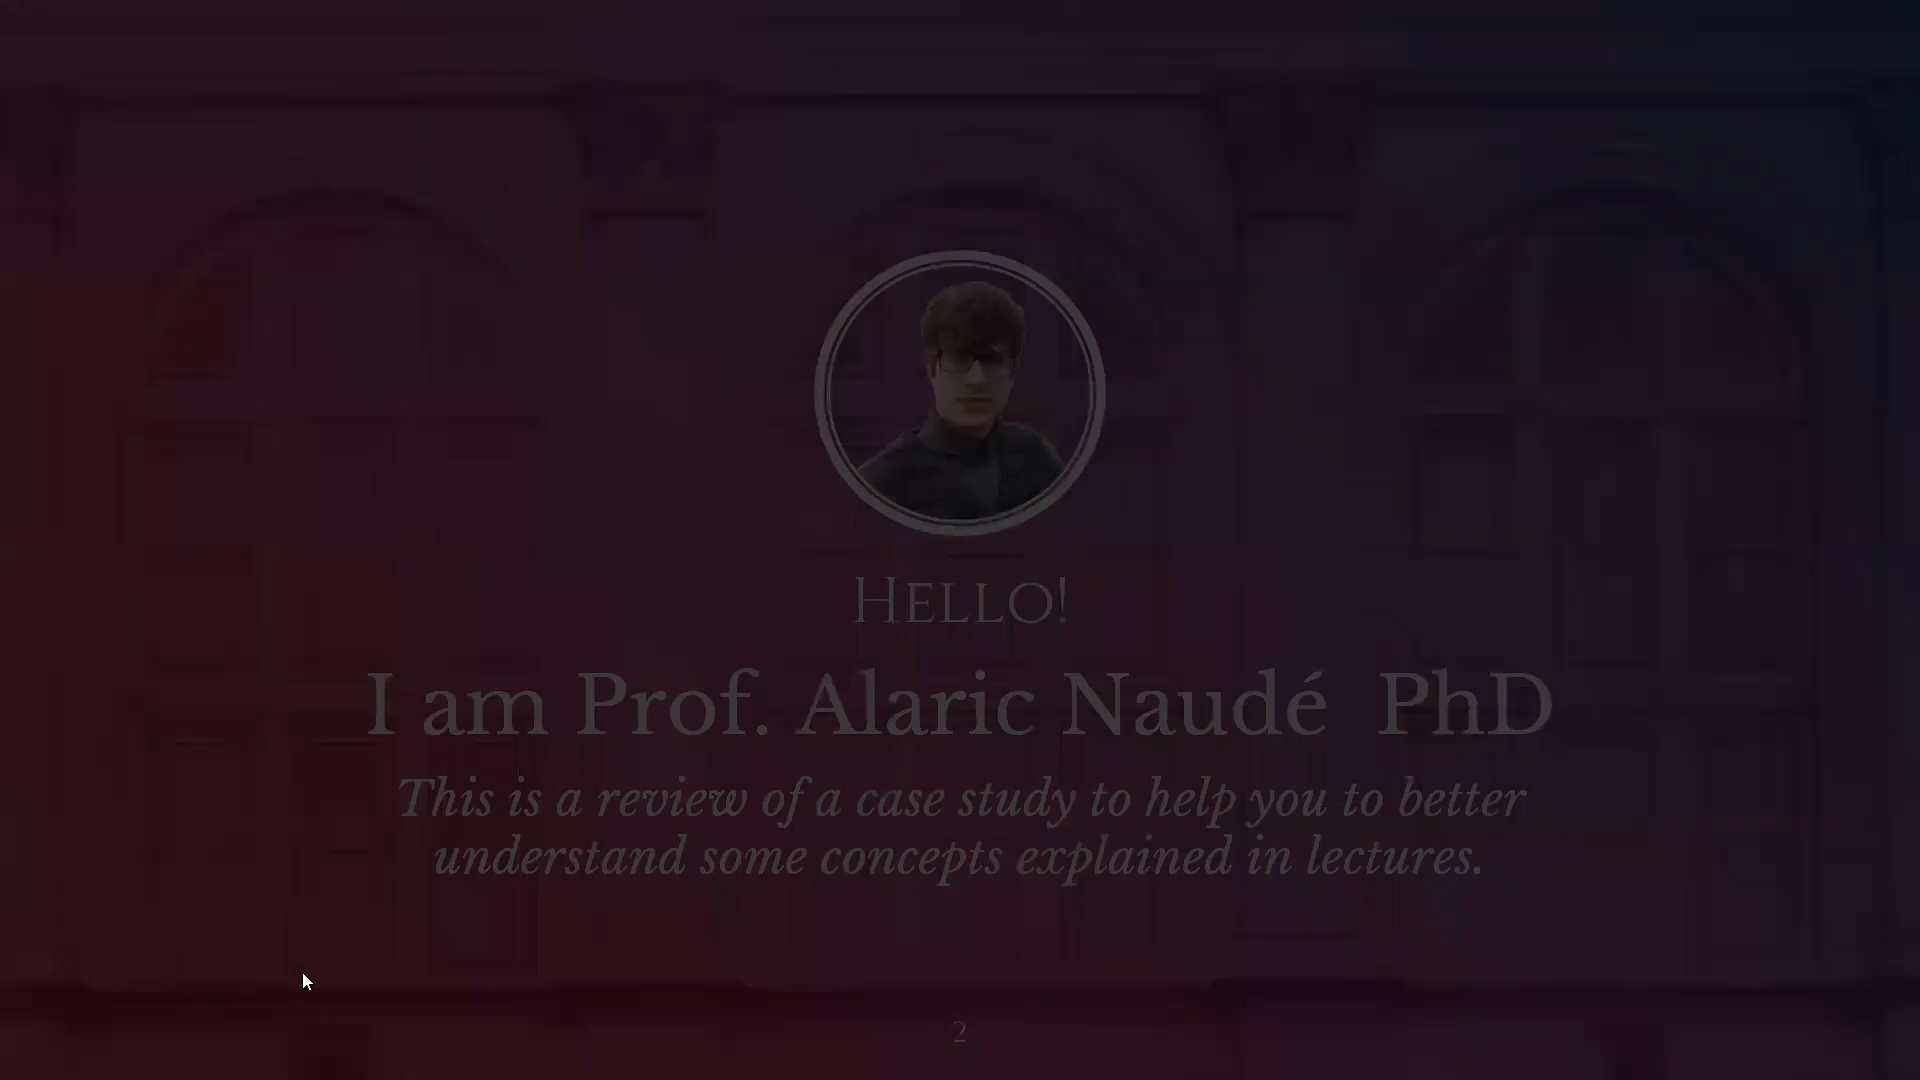 Hello!
I am Prof. Alaric Naudé PhD
This is a review of a case study to help you to better
understand some concepts explained in lectures.
2